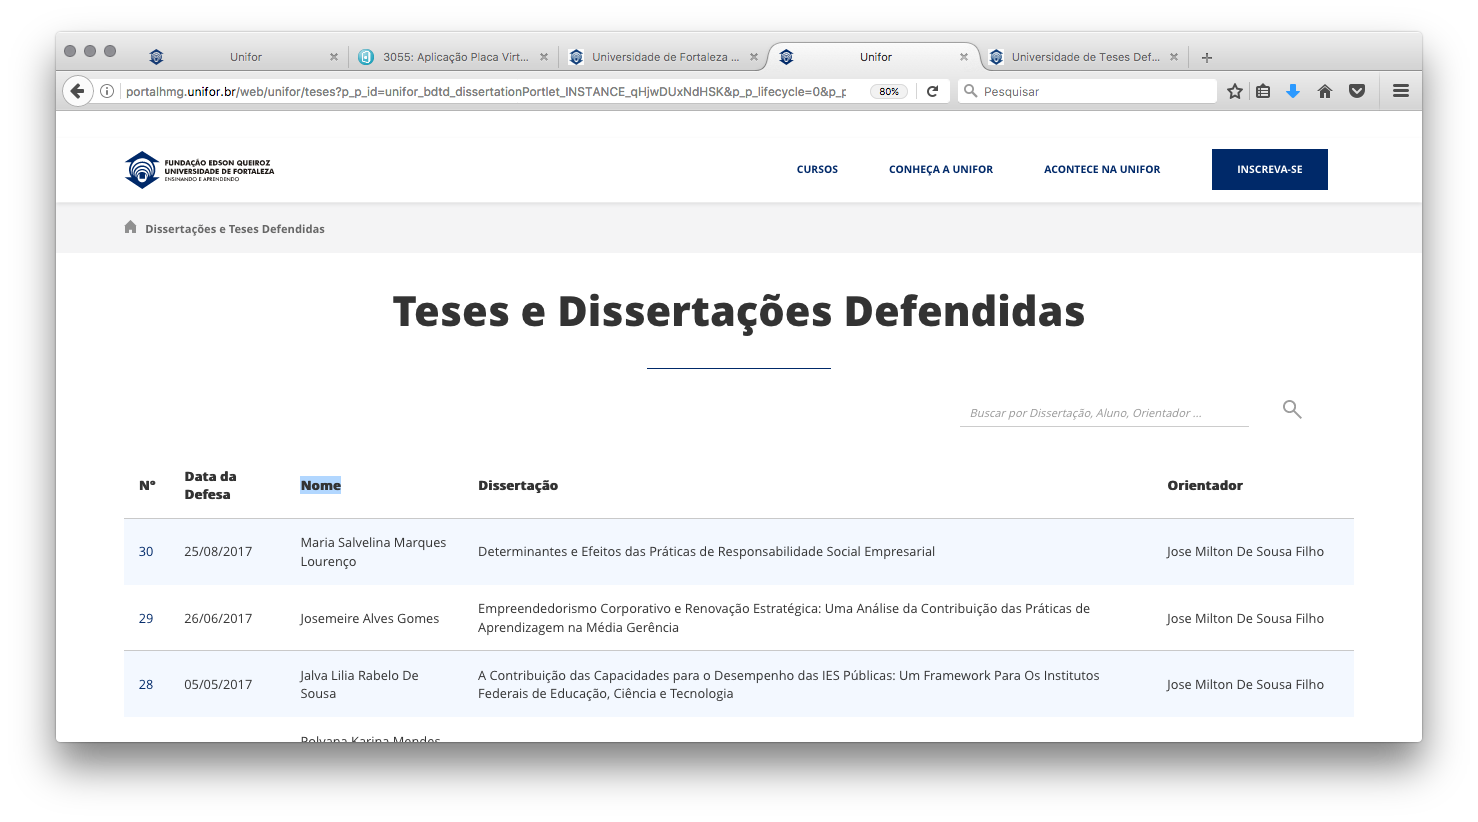 Unifor
3055: Aplicação Placa Virt...
Universidade de Fortaleza ...
Unifor
Universidade de Teses Def...
portalhmg.unifor.br/web/unifor/teses?p_p_id=unifor_bdtd_dissertationPortlet_INSTANCE_qHjwDUxNdHSK&p_p_lifecycle=0&p_p
80%
Pesquisar
FUNDAÇÃO EDSON QUEIROZ
UNIVERSIDADE DE FORTALEZA
ENSINANDO E APRENDENDO
CURSOS
CONHEÇA A UNIFOR
ACONTECE NA UNIFOR
INSCREVA-SE
Dissertações e Teses Defendidas
Teses e Dissertações Defendidas
Buscar por Dissertação, Aluno, Orientador ...
Nº
Data da
Defesa
Nome
Dissertação
Orientador
30
25/08/2017
Maria Salvelina Marques
Lourenço
Determinantes e Efeitos das Práticas de Responsabilidade Social Empresarial
Jose Milton De Sousa Filho
29
26/06/2017
Josemeire Alves Gomes
Empreendedorismo Corporativo e Renovação Estratégica: Uma Análise da Contribuição das Práticas de
Aprendizagem na Média Gerência
Jose Milton De Sousa Filho
28
05/05/2017
Jalva Lilia Rabelo De
Sousa
A Contribuição das Capacidades para o Desempenho das IES Públicas: Um Framework Para Os Institutos
Federais de Educação, Ciência e Tecnologia
Jose Milton De Sousa Filho
Polyana Karina Mendes